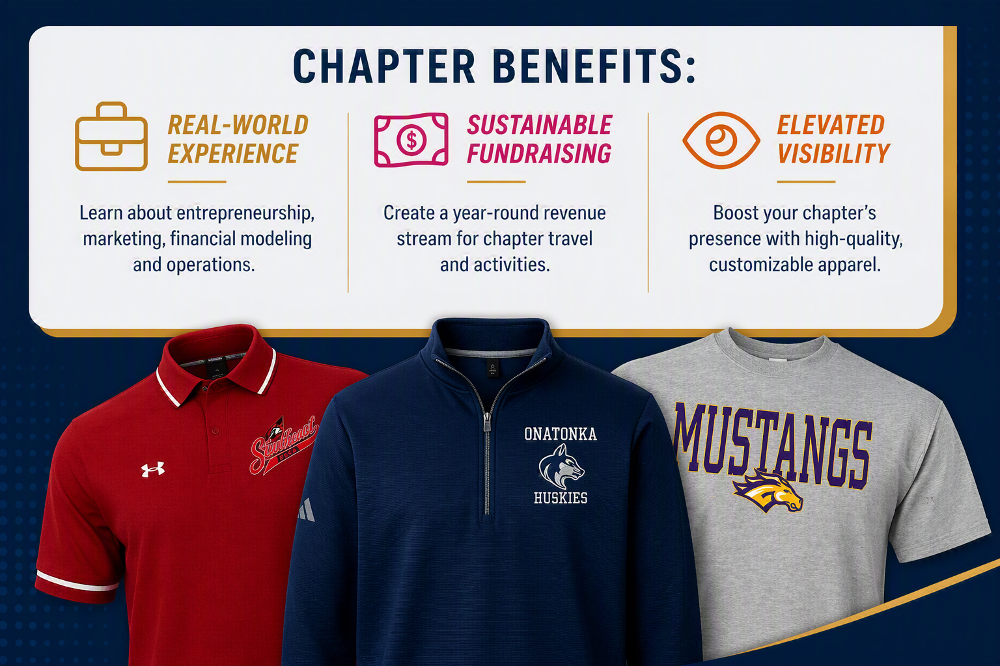 CHAPTER BENEFITS:
REAL-WORLD
EXPERIENCE
Learn about entrepreneurship,
marketing, financial modeling
and operations.
SUSTAINABLE
FUNDRAISING
Create a year-round revenue
stream for chapter travel
and activities.
ELEVATED
VISIBILITY
Boost your chapter's
presence with high-quality,
customizable apparel.
ONATONKA
HUSKIES
MUSTANGS